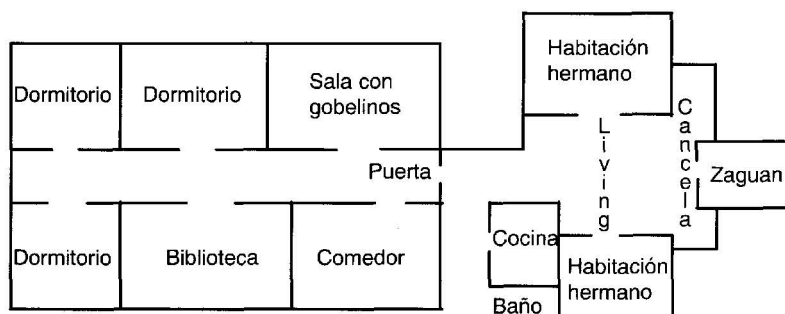 Habitación
hermano
Dormitorio
Dormitorio
Sala con
gobelinos
Cancela
Living
Puerta
Zaguan
Cocina
Dormitorio
Biblioteca
Comedor
Habitación
hermano
Baño